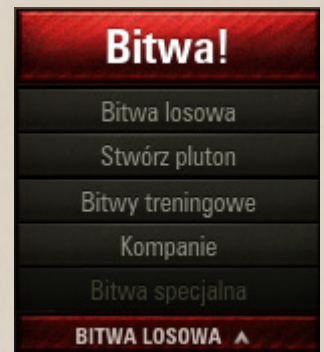 Bitwa!
Bitwa losowa
Stwórz pluton
Bitwy treningowe
Kompanie
Bitwa specjalna
BITWA LOSOWA